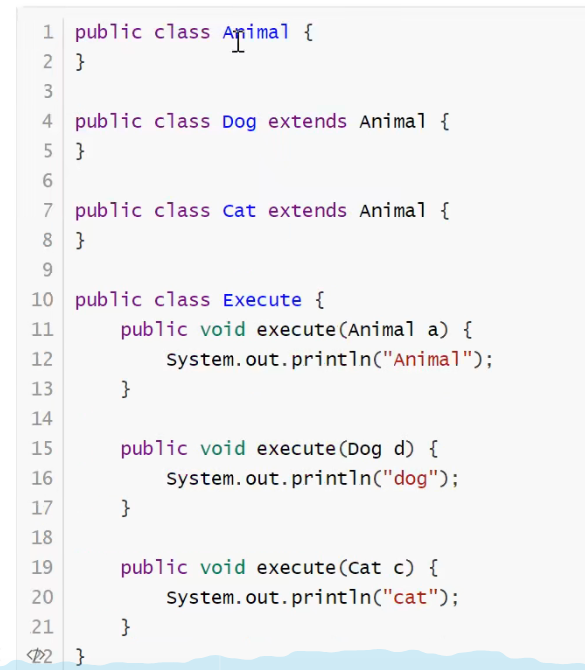 1 public class Animal {
2 }
3
4 public class Dog extends Animal {
5 }
6
7 public class Cat extends Animal {
8 }
9
10 public class Execute {
11     public void execute(Animal a) {
12         System.out.println("Animal");
13     }
14
15     public void execute(Dog d) {
16         System.out.println("dog");
17     }
18
19     public void execute(Cat c) {
20         System.out.println("cat");
21     }
22 }